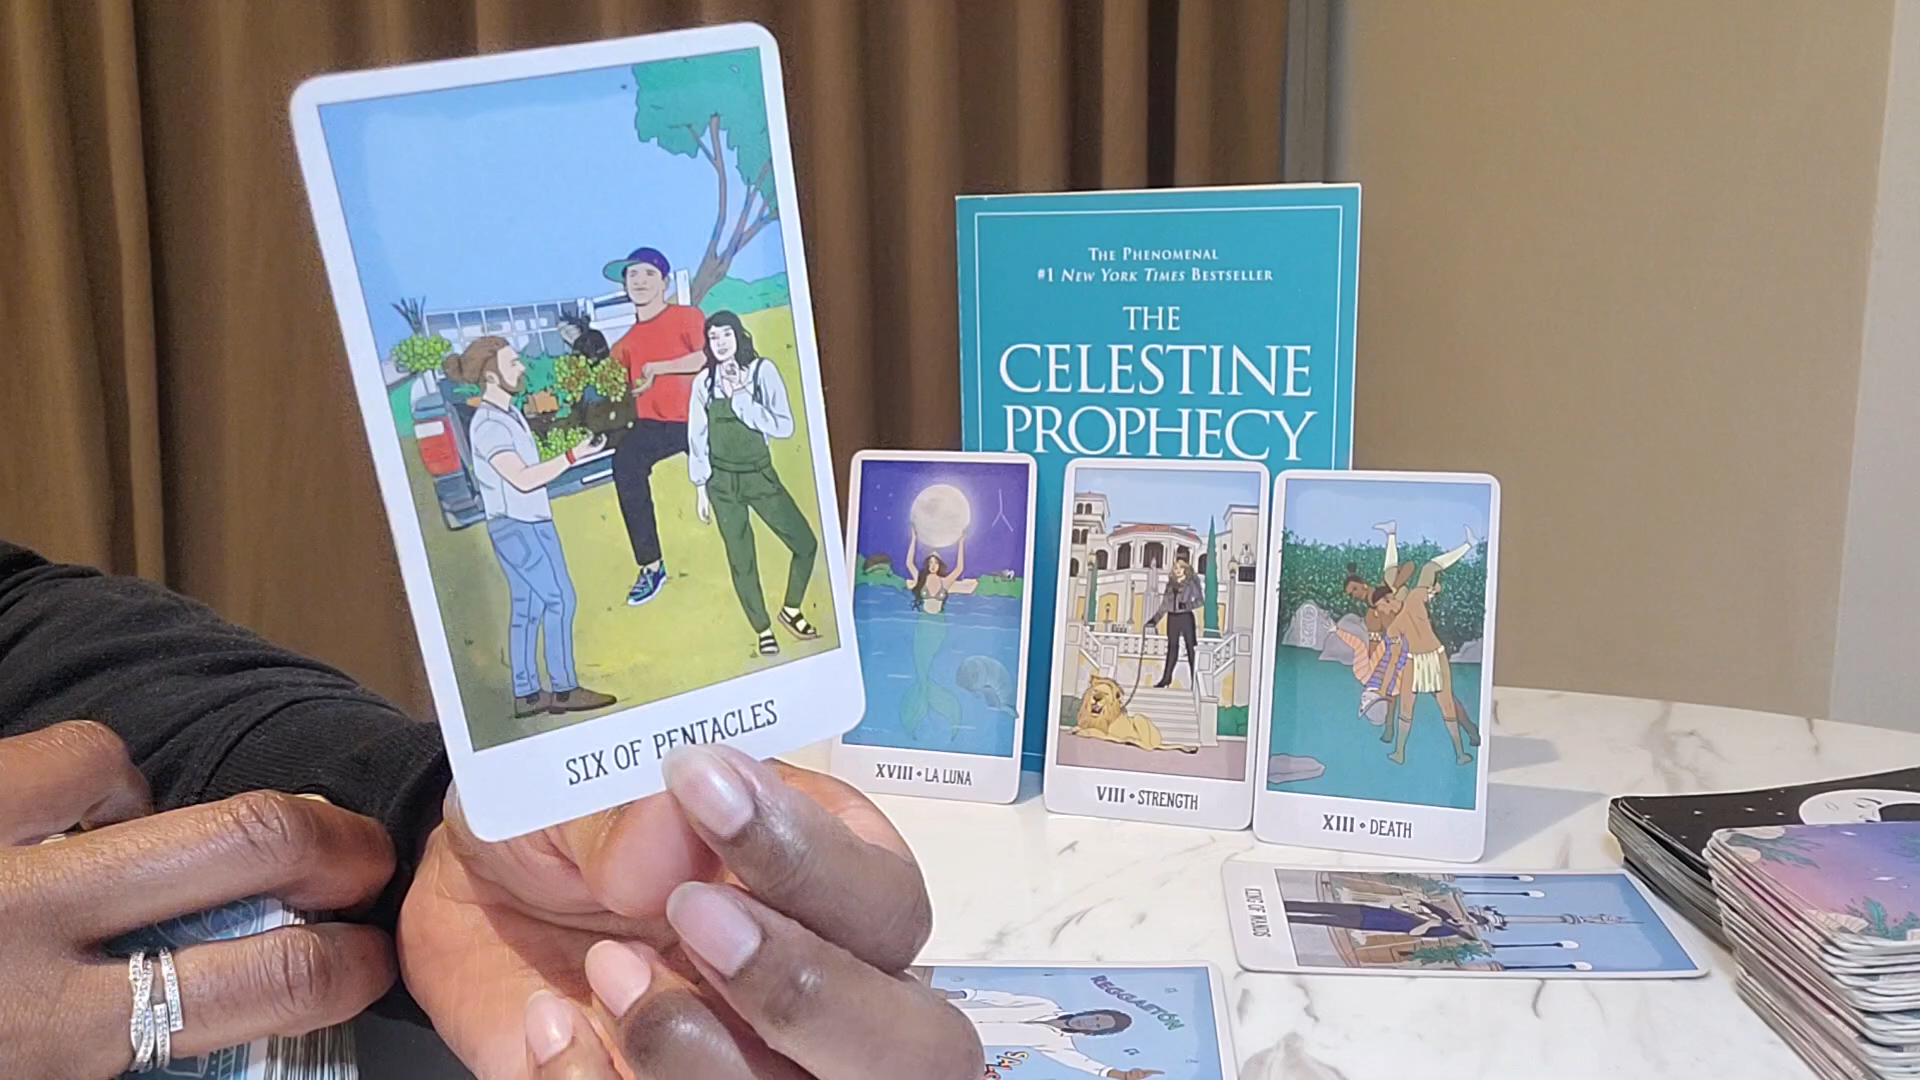 SIX OF PENTACLES
THE PHENOMENAL
#1 NEW YORK TIMES BESTSELLER
THE
CELESTINE
PROPHECY
XVIII • LA LUNA
VIII • STRENGTH
XIII • DEATH
KING OF WANDS
REGGAETÓN